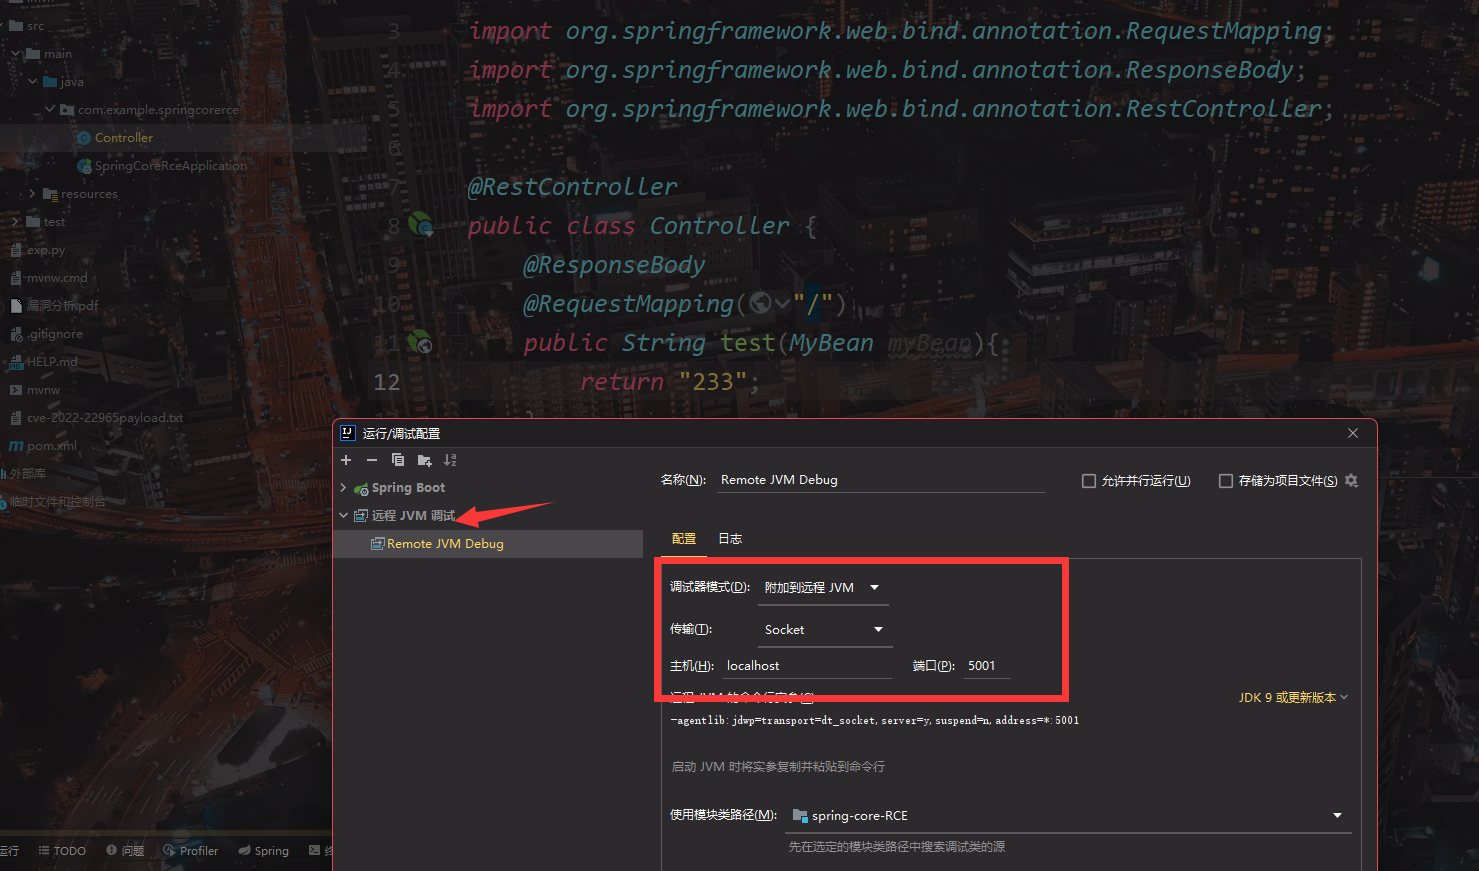 src
main
java
com.example.springcorerce
Controller
SpringCoreRceApplication
resources
test
exp.py
mvnw.cmd
漏洞分析.pdf
.gitignore
HELP.md
mvnw
cve-2022-22965payload.txt
pom.xml
外部库
临时文件和控制台
3 import org.springframework.web.bind.annotation.RequestMapping;
4 import org.springframework.web.bind.annotation.ResponseBody;
5 import org.springframework.web.bind.annotation.RestController;
6
7 @RestController
8 public class Controller {
9 @ResponseBody
10 @RequestMapping("/")
11 public String test(MyBean myBean){
12 return "233";
运行/调试配置
Spring Boot
远程 JVM 调试
Remote JVM Debug
名称(N): Remote JVM Debug
允许并行运行(U) 存储为项目文件(S)
配置 日志
调试器模式(D): 附加到远程 JVM
传输(T): Socket
主机(H): localhost 端口(P): 5001
远程 JVM 的命令行实参(C) JDK 9 或更新版本
-agentlib:jdwp=transport=dt_socket,server=y,suspend=n,address=*:5001
启动 JVM 时将实参复制并粘贴到命令行
使用模块类路径(M): spring-core-RCE
先在选定的模块类路径中搜索调试类的源
运行 TODO 问题 Profiler Spring